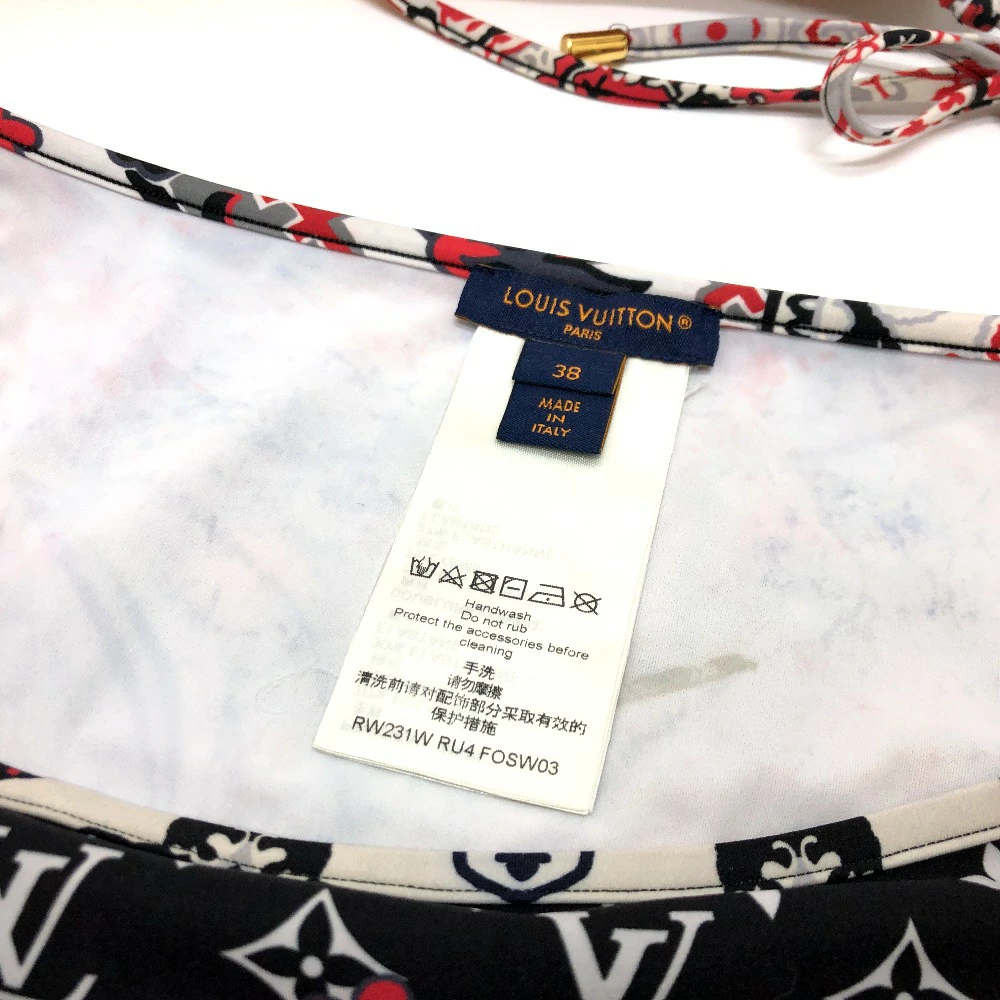 LOUIS VUITTON®
PARIS
38
MADE
IN
ITALY
Handwash
Do not rub
Protect the accessories before
cleaning
手洗
请勿摩擦
清洗前请对配饰部分采取有效的
保护措施
RW231W RU4 FOSW03